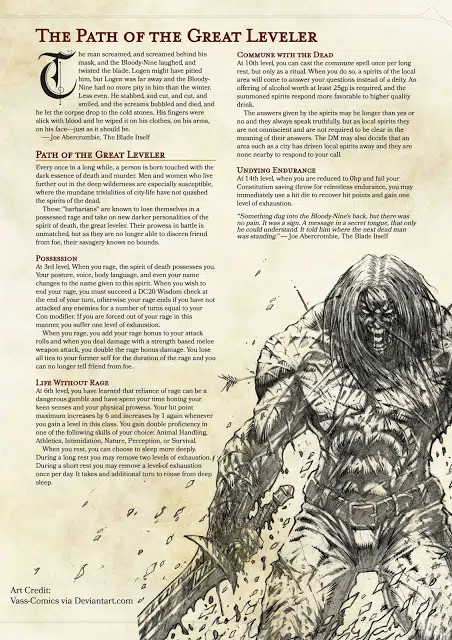 The Path of the Great Leveler
The man screamed, and screamed behind his
mask, and the Bloody-Nine laughed, and
twisted the blade. Logen might have pitied
him, but Logen was far away and the Bloody-
Nine had no more pity in him than the winter.
Less even. He stabbed, and cut, and cut, and
smiled, and the screams bubbled and died, and
he let the corpse drop to the cold stones. His fingers were
slick with blood and he wiped it on his clothes, on his arms,
on his face—just as it should be.
—Joe Abercrombie, The Blade Itself
Path of the Great Leveler
Every once in a long while, a person is born touched with the
dark essence of death and murder. Men and women who live
further out in the deep wilderness are especially susceptible,
where the mundane trivialities of city-life have not quashed
the spirits of the dead.
These "barbarians" are known to lose themselves in a
possessed rage and take on new darker personalities of the
spirit of death, the great leveler. Their prowess in battle is
unmatched, but as they are no longer able to discern friend
from foe, their savagery knows no bounds.
Possession
At 3rd level, When you rage, the spirit of death possesses you.
Your posture, voice, body language, and even your name
changes to the name given to this spirit. When you wish to
end your rage, you must succeed a DC20 Wisdom check at
the end of your turn, otherwise your rage ends if you have not
attacked any enemies for a number of turns equal to your
Con modifier. If you are forced out of your rage in this
manner, you suffer one level of exhaustion.
When you rage, you add your rage bonus to your attack
rolls and when you deal damage with a strength based melee
weapon attack, you double the rage bonus damage. You lose
all ties to your former self for the duration of the rage and you
can no longer tell friend from foe.
Life Without Rage
At 6th level, you have learned that reliance of rage can be a
dangerous gamble and have spent your time honing your
keen senses and your physical prowess. Your hit point
maximum increases by 6 and increases by 1 again whenever
you gain a level in this class. You gain double proficiency in
one of the following skills of your choice: Animal Handling,
Athletics, Intimidation, Nature, Perception, or Survival.
When you rest, you can choose to sleep more deeply.
During a long rest you may remove two levels of exhaustion.
During a short rest you may remove a level of exhaustion
once per day. It takes and additional turn to rouse from deep
sleep.
Commune with the Dead
At 10th level, you can cast the commune spell once per long
rest, but only as a ritual. When you do so, a spirits of the local
area will come to answer your questions instead of a deity. An
offering of alcohol worth at least 25gp is required, and the
summoned spirits respond more favorable to higher quality
drink.
The answers given by the spirits may be longer than yes or
no and they always speak truthfully, but as local spirits they
are not omniscient and are not required to be clear in the
meaning of their answers. The DM may also decide that an
area such as a city has driven local spirits away and they are
none nearby to respond to your call.
Undying Endurance
At 14th level, when you are reduced to 0hp and fail your
Constitution saving throw for relentless endurance, you may
immediately use a hit die to recover hit points and gain one
level of exhaustion.
"Something dug into the Bloody-Nine's back, but there was
no pain. It was a sign. A message in a secret tongue, that only
he could understand. It told him where the next dead man
was standing." — Joe Abercrombie, The Blade Itself
Art Credit:
Vass-Comics via Deviantart.com